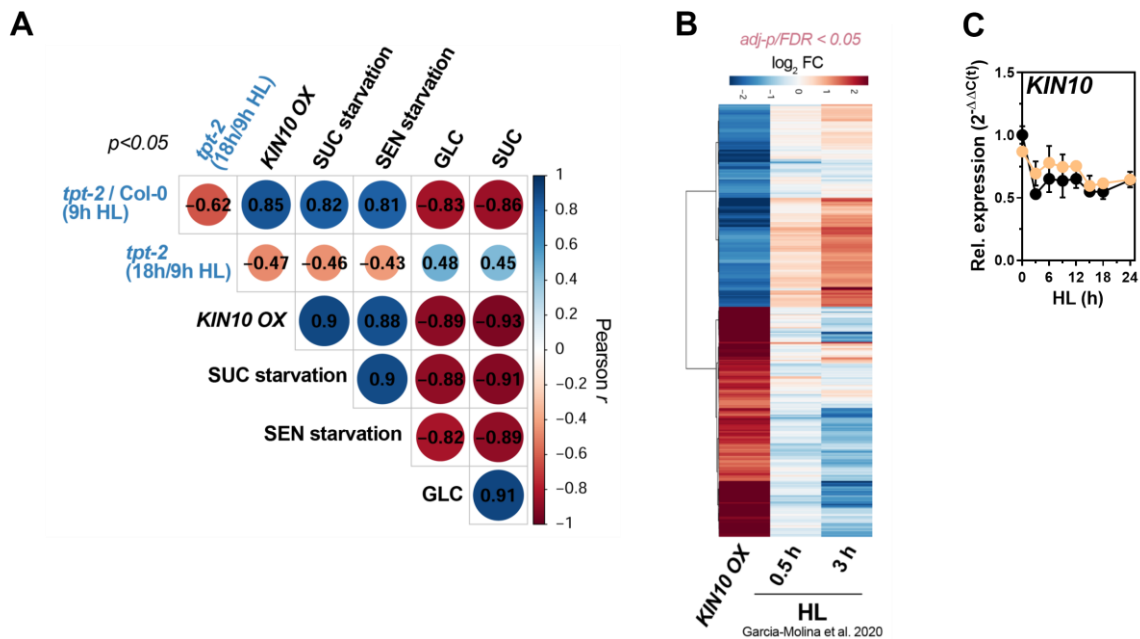 A
p<0.05
tpt-2
(18h/9h HL)
KIN10 OX
SUC starvation
SEN starvation
GLC
SUC
tpt-2 / Col-0
(9h HL)
−0.62
0.85
0.82
0.81
−0.83
−0.86
tpt-2
(18h/9h HL)
−0.47
−0.46
−0.43
0.48
0.45
KIN10 OX
0.9
0.88
−0.89
−0.93
SUC starvation
0.9
−0.88
−0.91
SEN starvation
−0.82
−0.89
GLC
0.91
1
0.8
0.6
0.4
0.2
0
−0.2
−0.4
−0.6
−0.8
−1
Pearson r
B
adj-p/FDR < 0.05
log2 FC
−2
−1
0
1
2
KIN10 OX
0.5 h
3 h
HL
Garcia-Molina et al. 2020
C
KIN10
Rel. expression (2-ΔΔC(t))
1.5
1.0
0.5
0.0
0
6
12
18
24
HL (h)